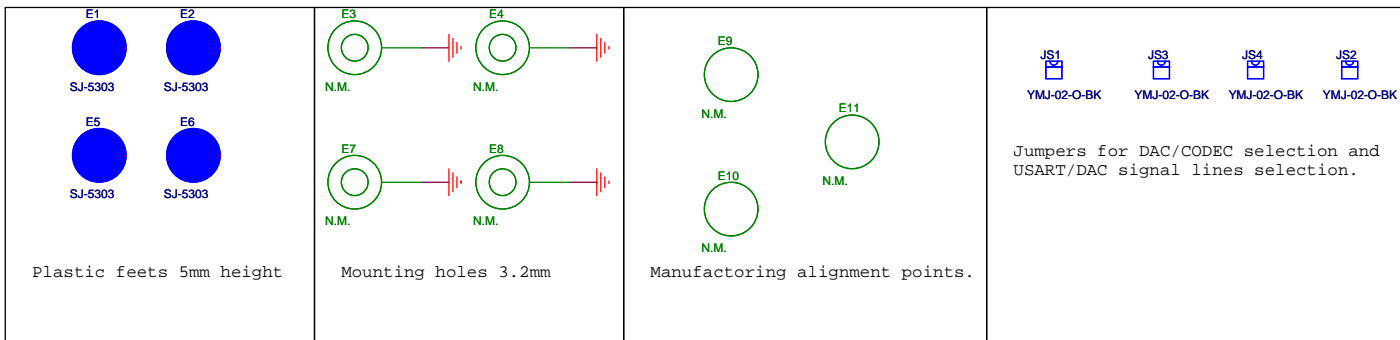 E1 E2
SJ-5303 SJ-5303
E5 E6
SJ-5303 SJ-5303
Plastic feets 5mm height
E3 E4
N.M. N.M.
E7 E8
N.M. N.M.
Mounting holes 3.2mm
E9
N.M.
E11
N.M.
E10
N.M.
Manufactoring alignment points.
JS1 JS3 JS4 JS2
YMJ-02-O-BK YMJ-02-O-BK YMJ-02-O-BK YMJ-02-O-BK
Jumpers for DAC/CODEC selection and
USART/DAC signal lines selection.